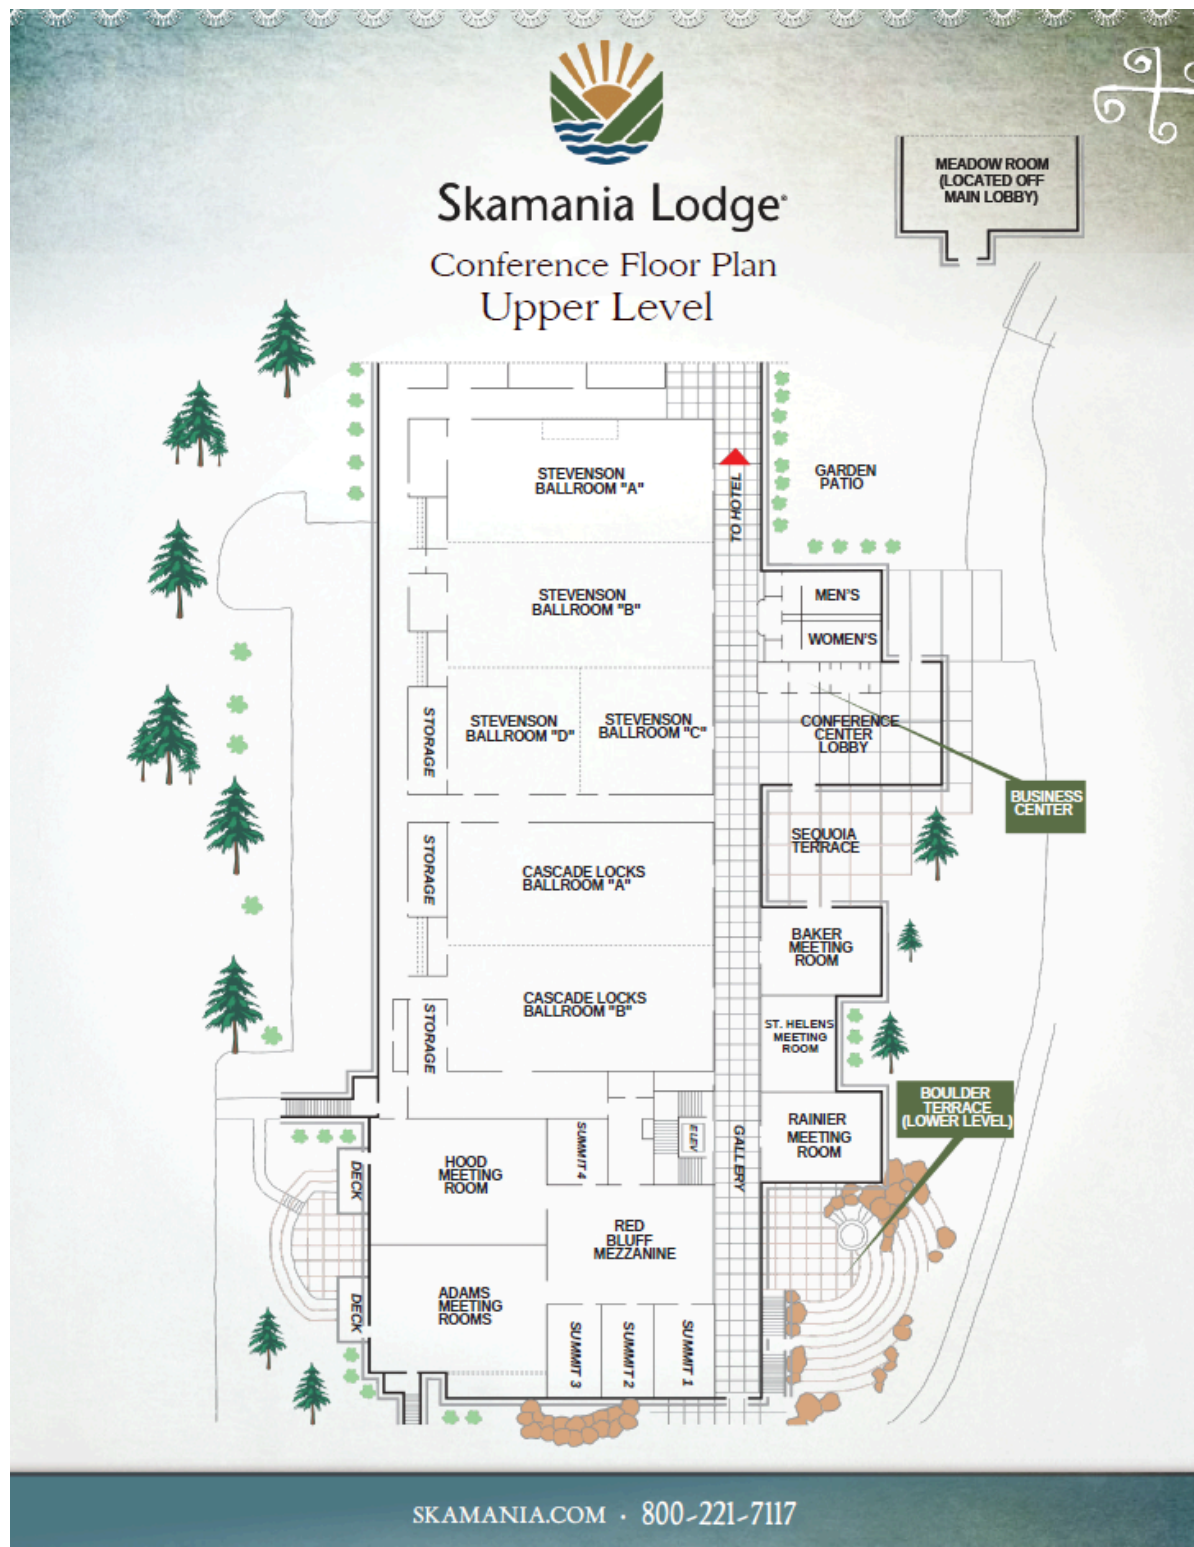 Skamania Lodge®
Conference Floor Plan
Upper Level
MEADOW ROOM
(LOCATED OFF
MAIN LOBBY)
STEVENSON
BALLROOM "A"
TO HOTEL
GARDEN
PATIO
STEVENSON
BALLROOM "B"
MEN'S
WOMEN'S
STORAGE
STEVENSON
BALLROOM "D"
STEVENSON
BALLROOM "C"
CONFERENCE
CENTER
LOBBY
BUSINESS
CENTER
SEQUOIA
TERRACE
STORAGE
CASCADE LOCKS
BALLROOM "A"
BAKER
MEETING
ROOM
CASCADE LOCKS
BALLROOM "B"
STORAGE
ST. HELENS
MEETING
ROOM
BOULDER
TERRACE
(LOWER LEVEL)
RAINIER
MEETING
ROOM
SUMMIT 4
ELEV
GALLERY
DECK
HOOD
MEETING
ROOM
RED
BLUFF
MEZZANINE
DECK
ADAMS
MEETING
ROOMS
SUMMIT 3
SUMMIT 2
SUMMIT 1
SKAMANIA.COM · 800-221-7117